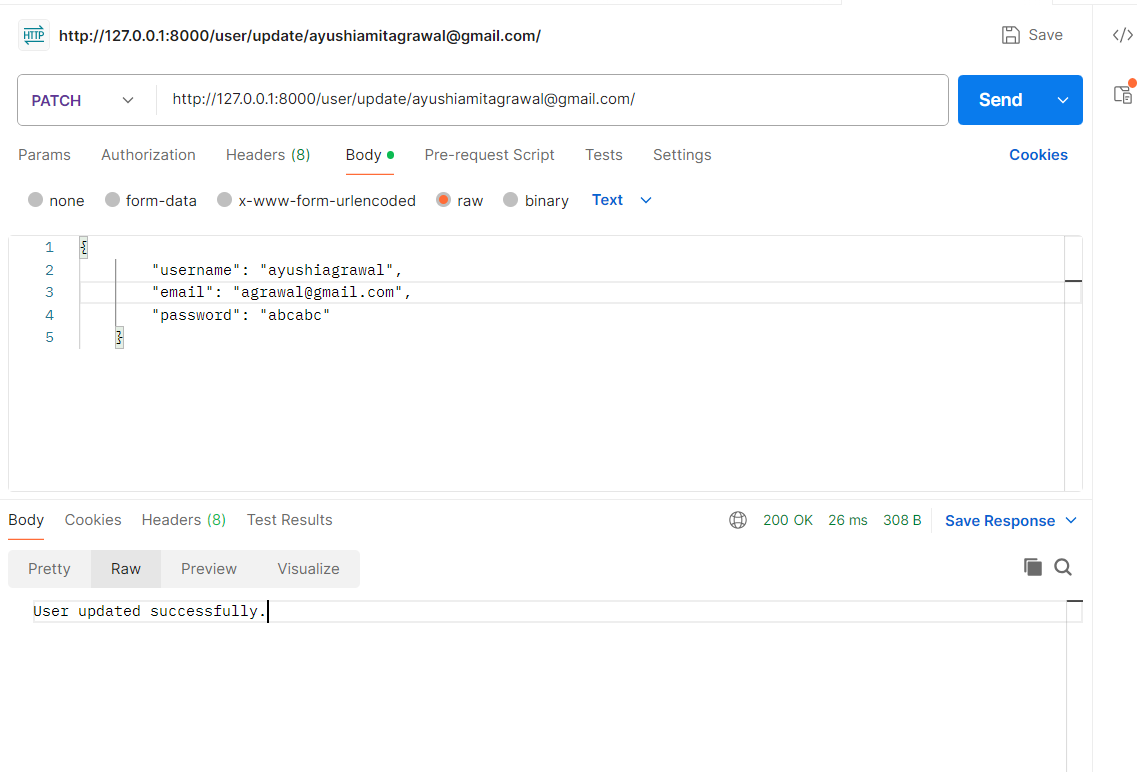 HTTP http://127.0.0.1:8000/user/update/ayushiamitagrawal@gmail.com/ Save
PATCH http://127.0.0.1:8000/user/update/ayushiamitagrawal@gmail.com/ Send
Params Authorization Headers (8) Body Pre-request Script Tests Settings Cookies
none form-data x-www-form-urlencoded raw binary Text
1 {
2 "username": "ayushiagrawal",
3 "email": "agrawal@gmail.com",
4 "password": "abcabc"
5 }
Body Cookies Headers (8) Test Results 200 OK 26 ms 308 B Save Response
Pretty Raw Preview Visualize
User updated successfully.